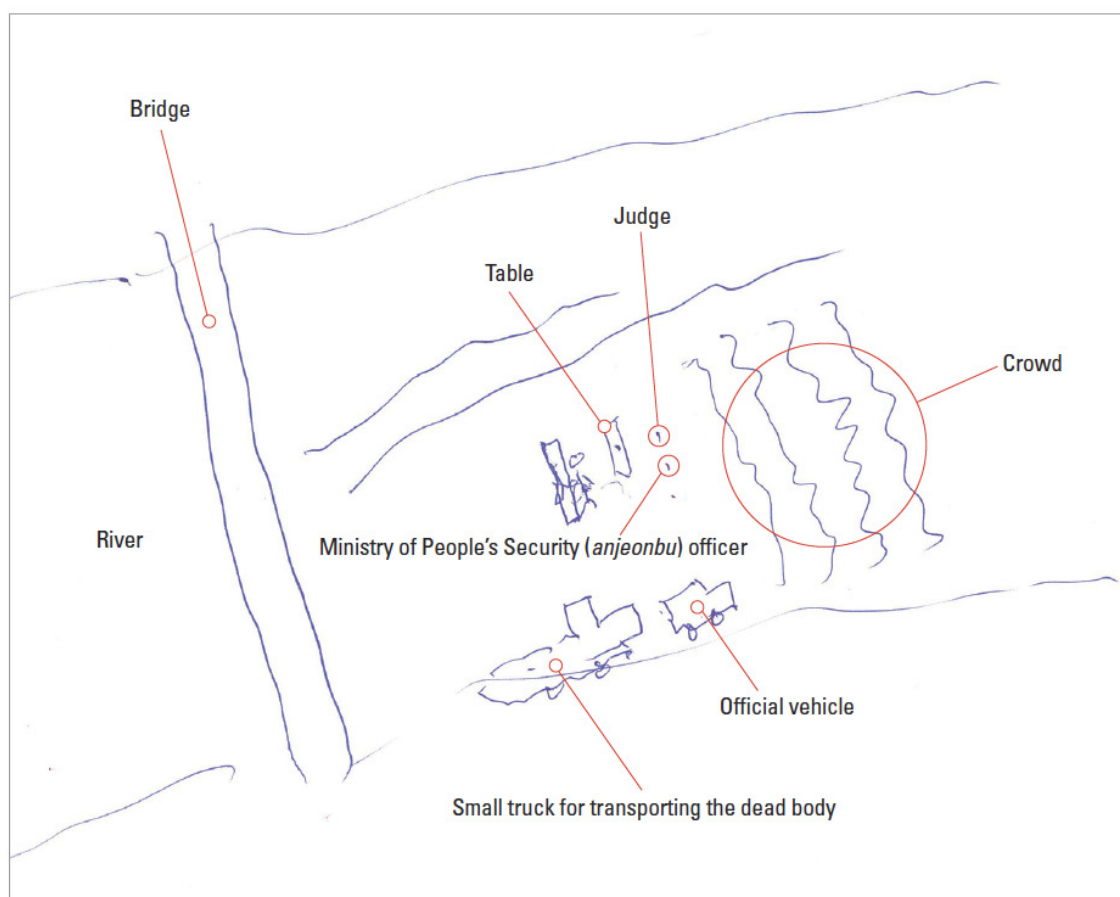 Bridge
Judge
Table
Crowd
River
Ministry of People's Security (anjeonbu) officer
Official vehicle
Small truck for transporting the dead body